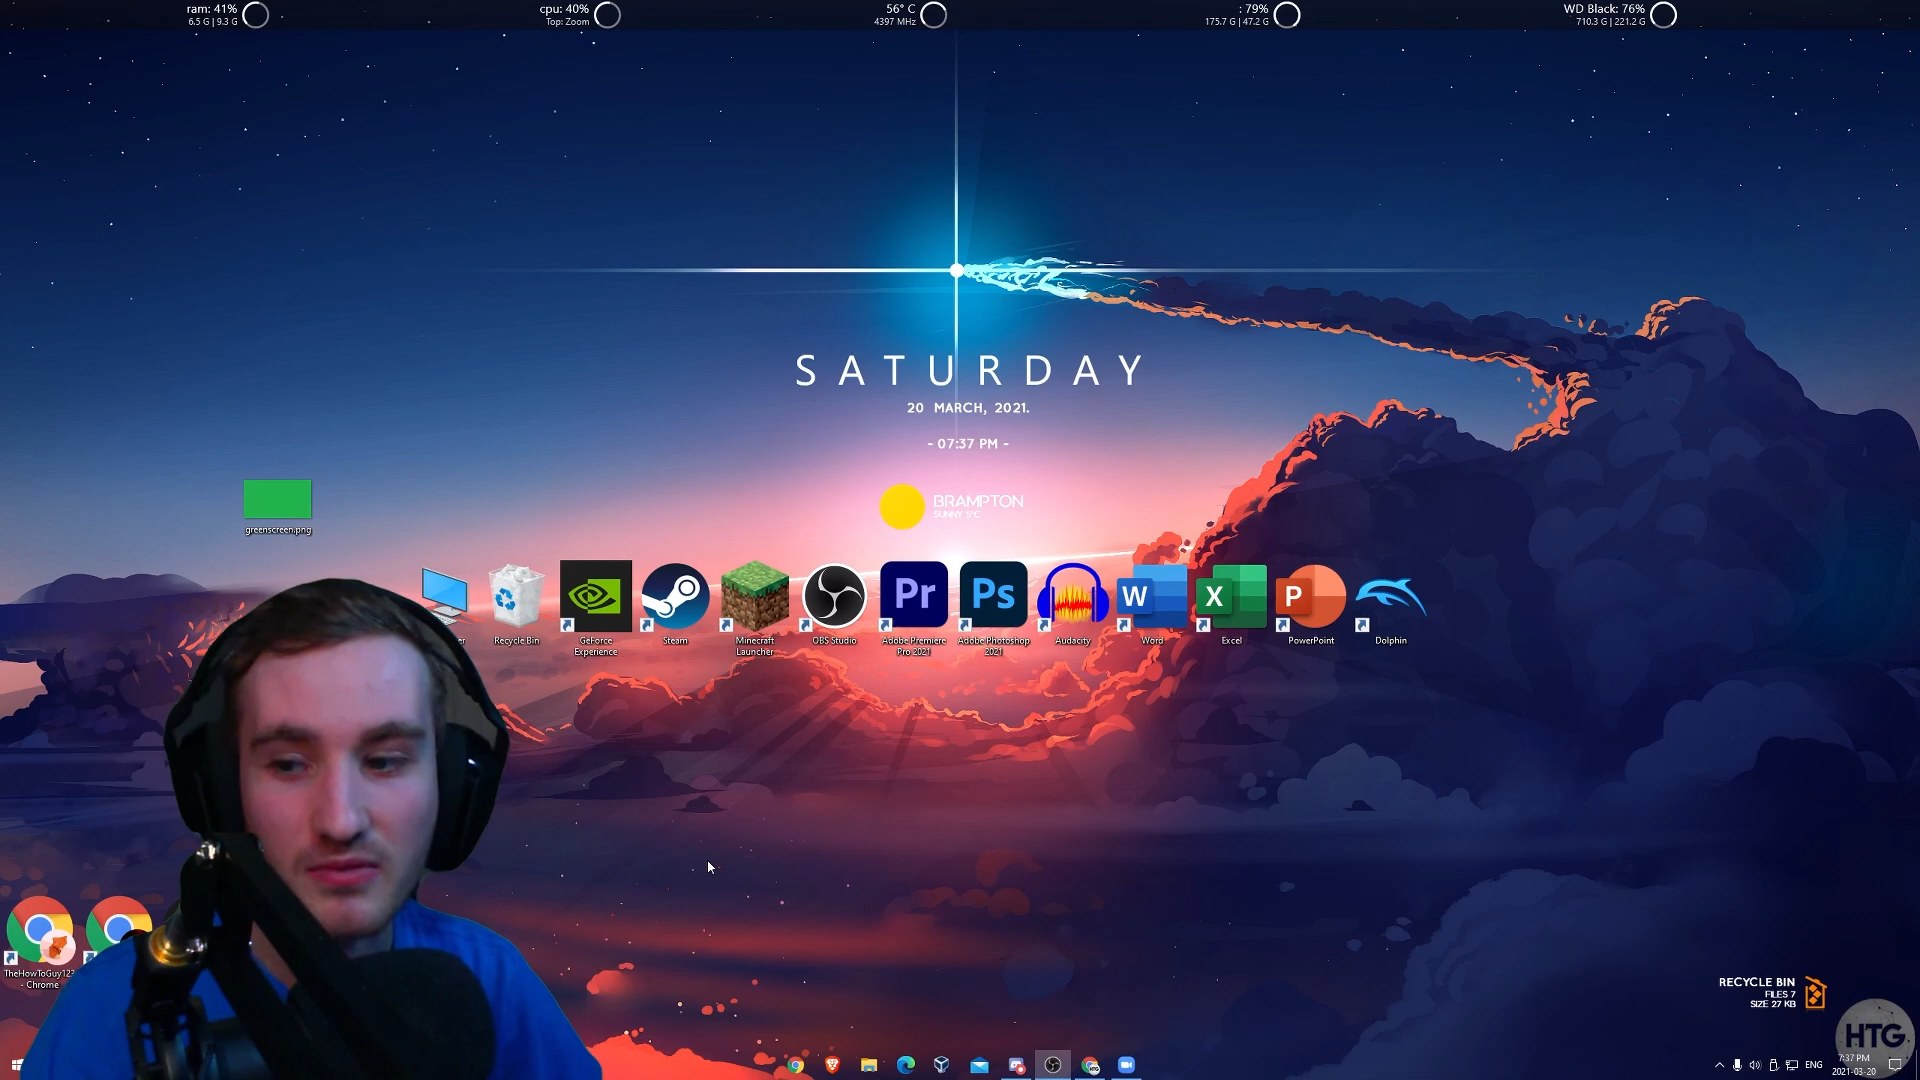 ram: 41%
6.5 G | 9.3 G
cpu: 40%
Top: Zoom
56° C
4397 MHz
: 79%
175.7 G | 47.2 G
WD Black: 76%
710.3 G | 221.2 G
SATURDAY
20 MARCH, 2021.
- 07:37 PM -
BRAMPTON
SUNNY 5°C
greenscreen.png
Recycle Bin
GeForce
Experience
Steam
Minecraft
Launcher
OBS Studio
Pr
Adobe Premiere
Pro 2021
Ps
Adobe Photoshop
2021
Audacity
W
Word
X
Excel
P
PowerPoint
Dolphin
TheHowToGuy123
- Chrome
RECYCLE BIN
FILES 7
SIZE 27 KB
HTG
ENG
7:37 PM
2021-03-20